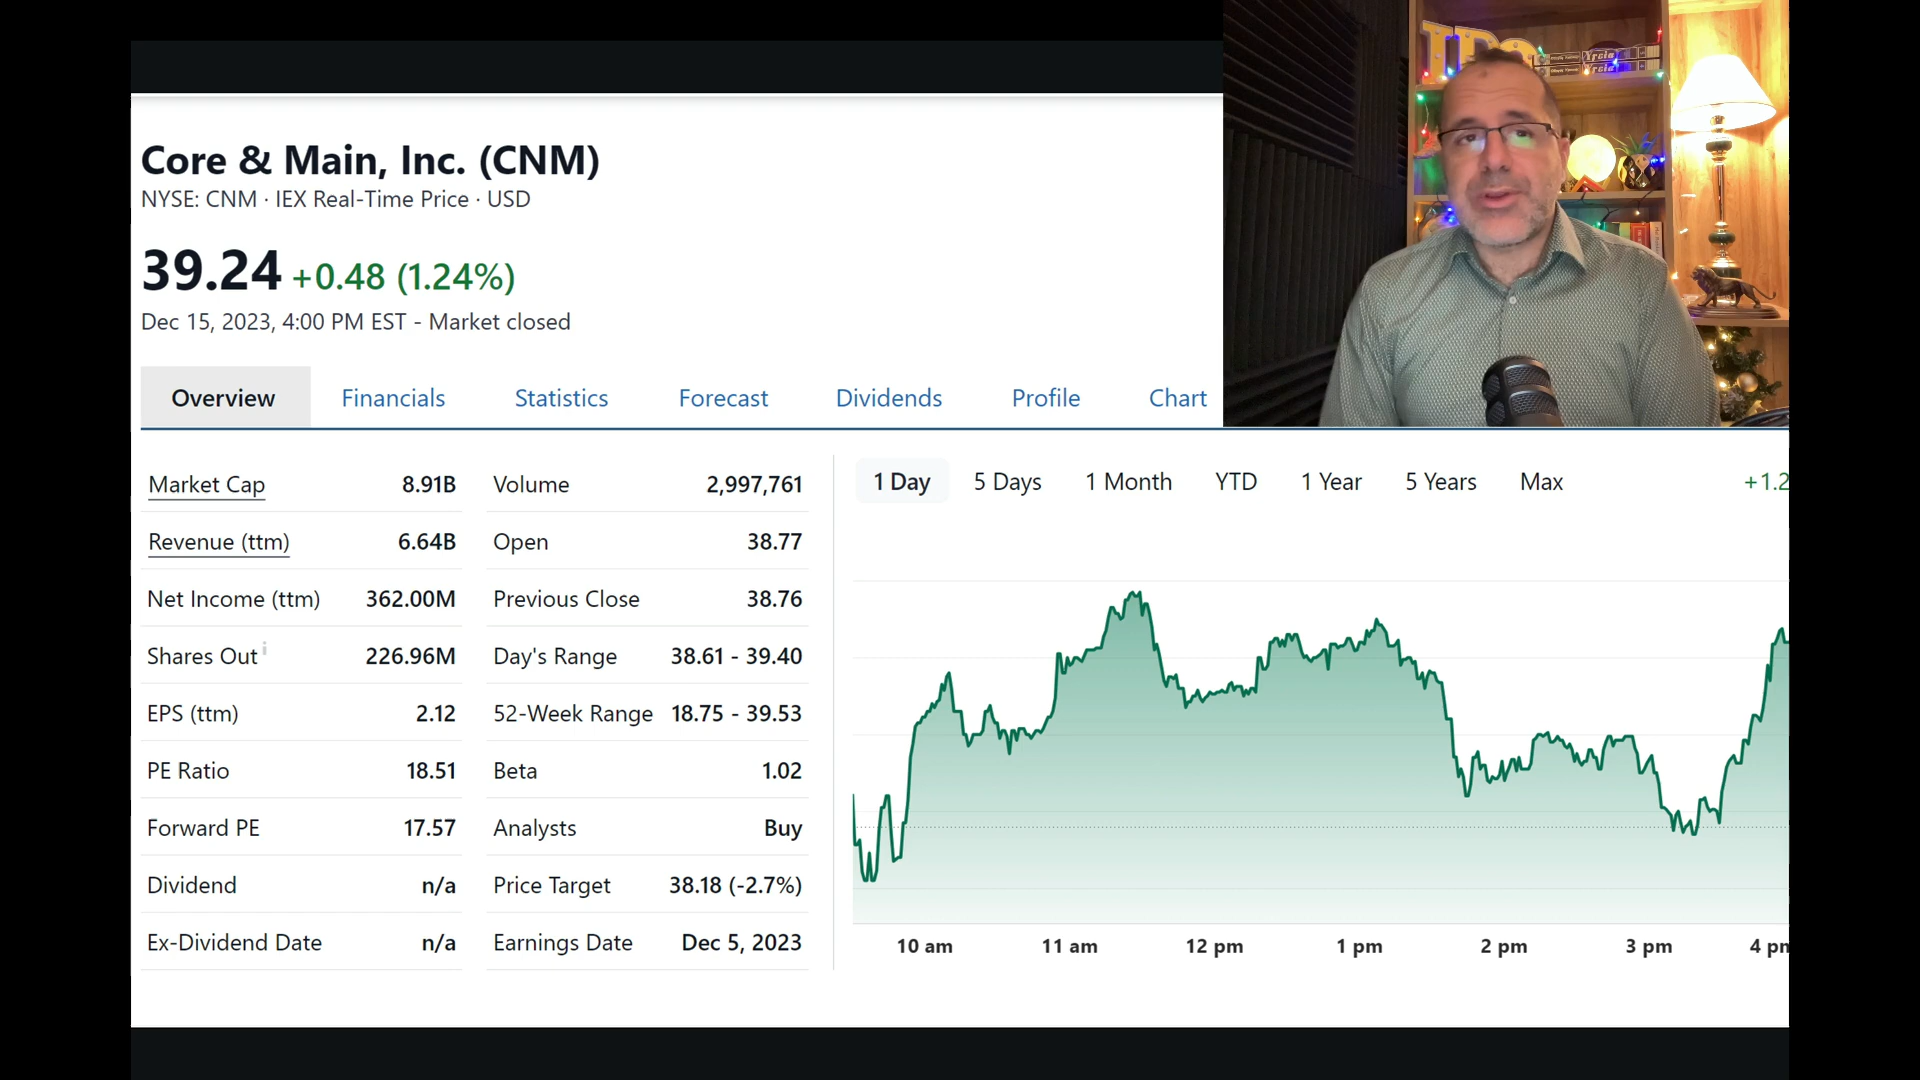 Core & Main, Inc. (CNM)
NYSE: CNM · IEX Real-Time Price · USD
39.24 +0.48 (1.24%)
Dec 15, 2023, 4:00 PM EST - Market closed
Overview Financials Statistics Forecast Dividends Profile Chart
Market Cap 8.91B
Revenue (ttm) 6.64B
Net Income (ttm) 362.00M
Shares Out i 226.96M
EPS (ttm) 2.12
PE Ratio 18.51
Forward PE 17.57
Dividend n/a
Ex-Dividend Date n/a
Volume 2,997,761
Open 38.77
Previous Close 38.76
Day's Range 38.61 - 39.40
52-Week Range 18.75 - 39.53
Beta 1.02
Analysts Buy
Price Target 38.18 (-2.7%)
Earnings Date Dec 5, 2023
1 Day 5 Days 1 Month YTD 1 Year 5 Years Max +1.2
10 am 11 am 12 pm 1 pm 2 pm 3 pm 4 pm